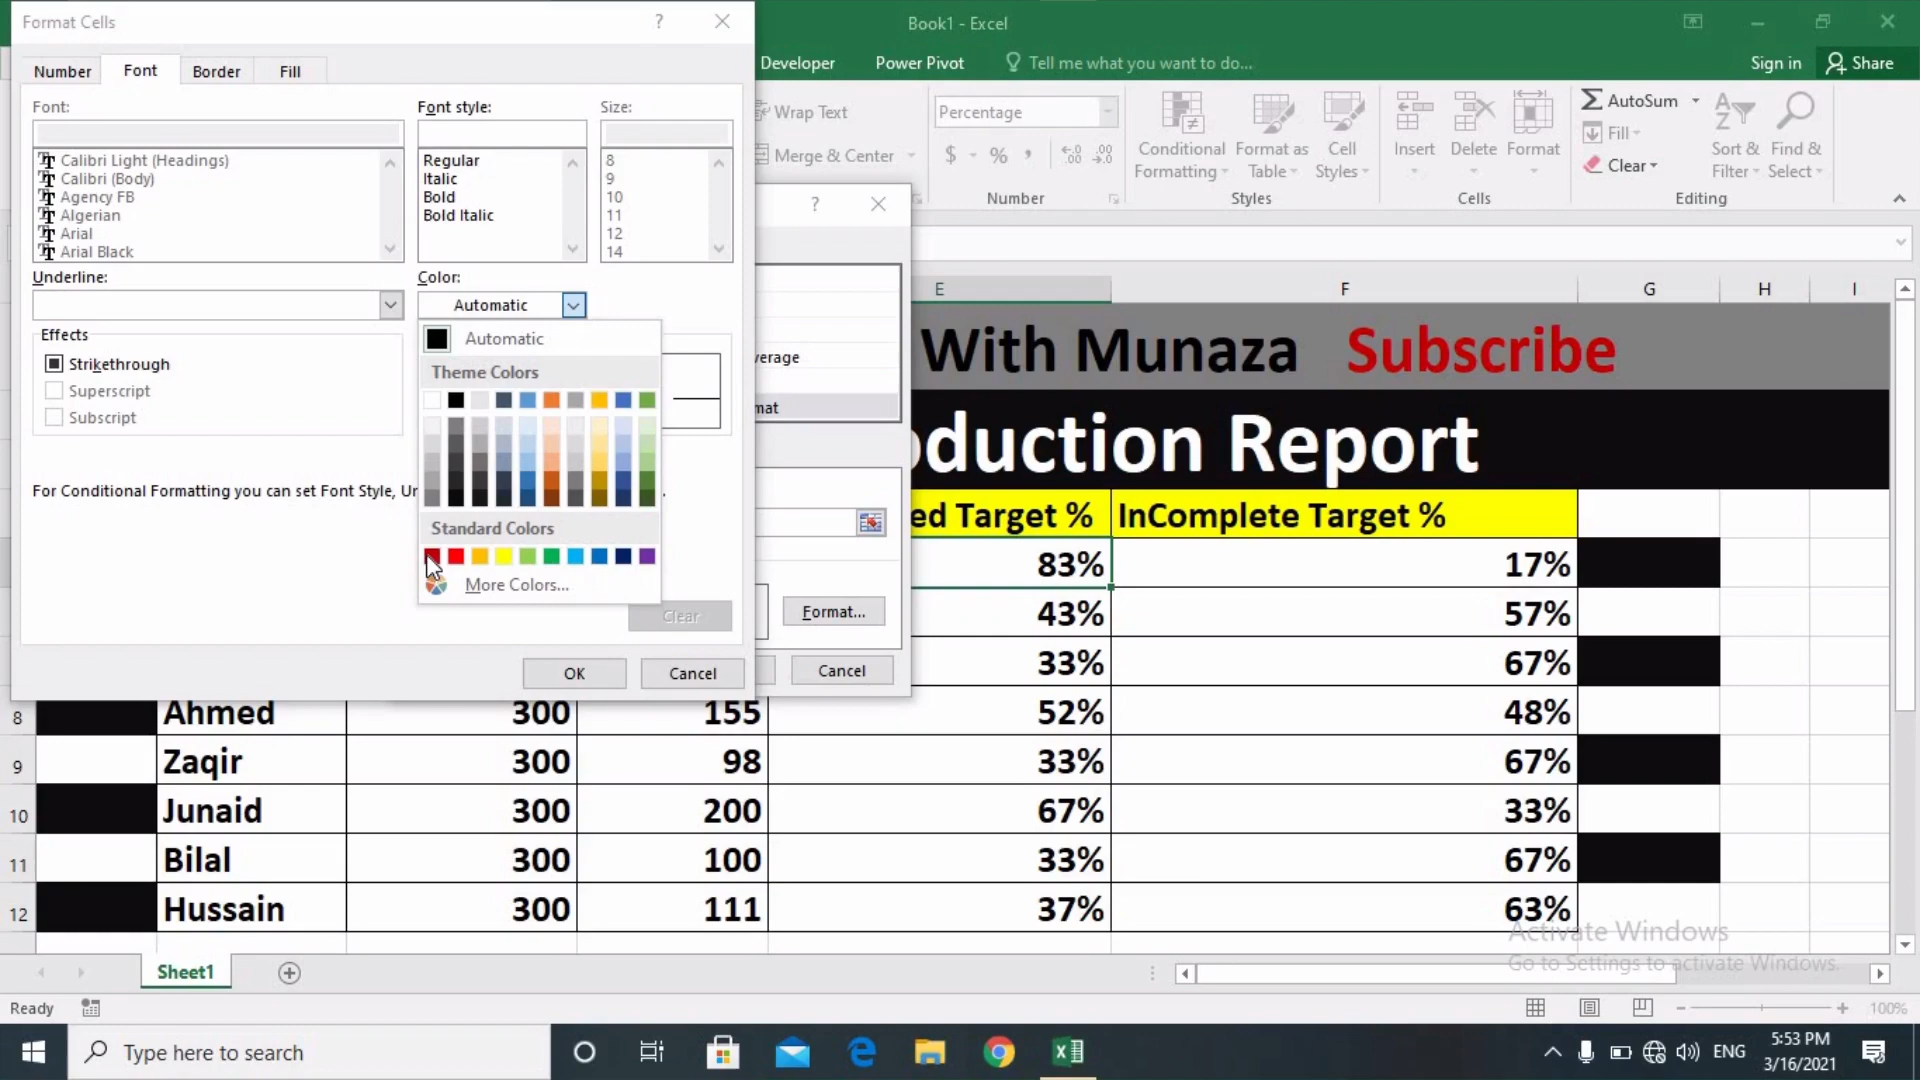 Format Cells
?
Book1 - Excel
Number
Font
Border
Fill
Developer
Power Pivot
Tell me what you want to do...
Sign in
Share
Font:
Font style:
Size:
Calibri Light (Headings)
Calibri (Body)
Agency FB
Algerian
Arial
Arial Black
Regular
Italic
Bold
Bold Italic
8
9
10
11
12
14
Underline:
Color:
Automatic
Effects
Strikethrough
Superscript
Subscript
Automatic
Theme Colors
Standard Colors
More Colors...
For Conditional Formatting you can set Font Style, Un
Clear
OK
Cancel
?
verage
mat
Format...
Cancel
Wrap Text
Merge & Center
Percentage
$ % ,
Number
Conditional Formatting
Format as Table
Cell Styles
Styles
Insert
Delete
Format
Cells
AutoSum
Fill
Clear
Sort & Filter
Find & Select
Editing
E F G H I
With Munaza Subscribe
oduction Report
ed Target % InComplete Target %
83% 17%
43% 57%
33% 67%
8 Ahmed 300 155 52% 48%
9 Zaqir 300 98 33% 67%
10 Junaid 300 200 67% 33%
11 Bilal 300 100 33% 67%
12 Hussain 300 111 37% 63%
Activate Windows
Go to Settings to activate Windows.
Sheet1
Ready
100%
Type here to search
ENG
5:53 PM
3/16/2021